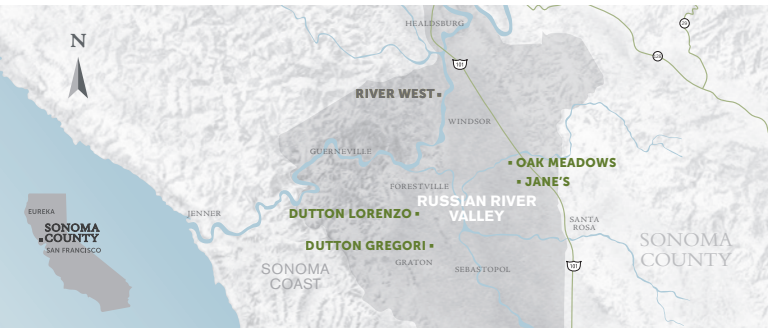 HEALDSBURG
N
101
RIVER WEST
WINDSOR
GUERNEVILLE
OAK MEADOWS
JANE'S
FORESTVILLE
RUSSIAN RIVER
VALLEY
JENNER
DUTTON LORENZO
EUREKA
SONOMA
COUNTY
SAN FRANCISCO
SANTA
ROSA
SONOMA
COUNTY
DUTTON GREGORI
GRATON
SEBASTOPOL
SONOMA
COAST
101